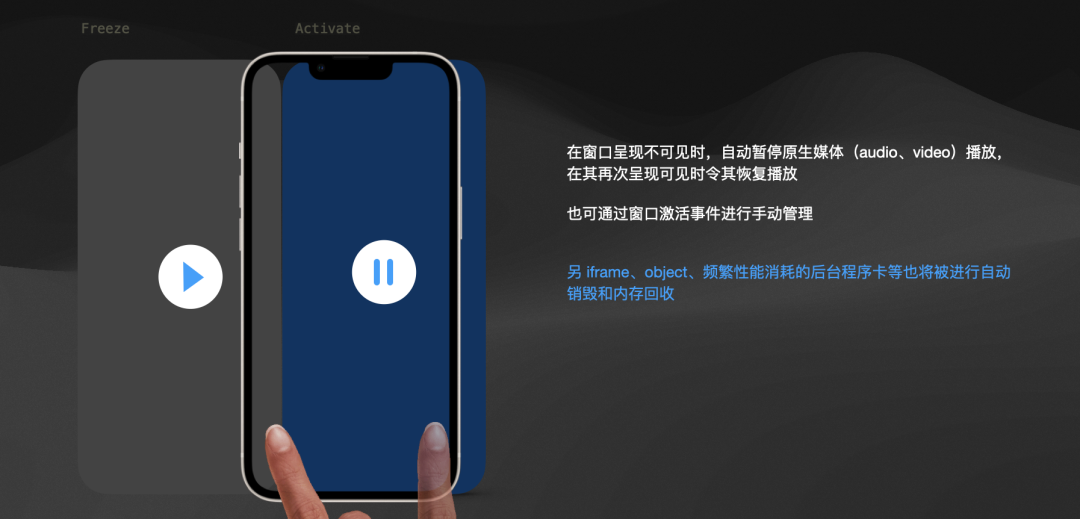 Freeze
Activate
在窗口呈现不可见时，自动暂停原生媒体（audio、video）播放，
在其再次呈现可见时令其恢复播放
也可通过窗口激活事件进行手动管理
另 iframe、object、频繁性能消耗的后台程序卡等也将被进行自动
销毁和内存回收